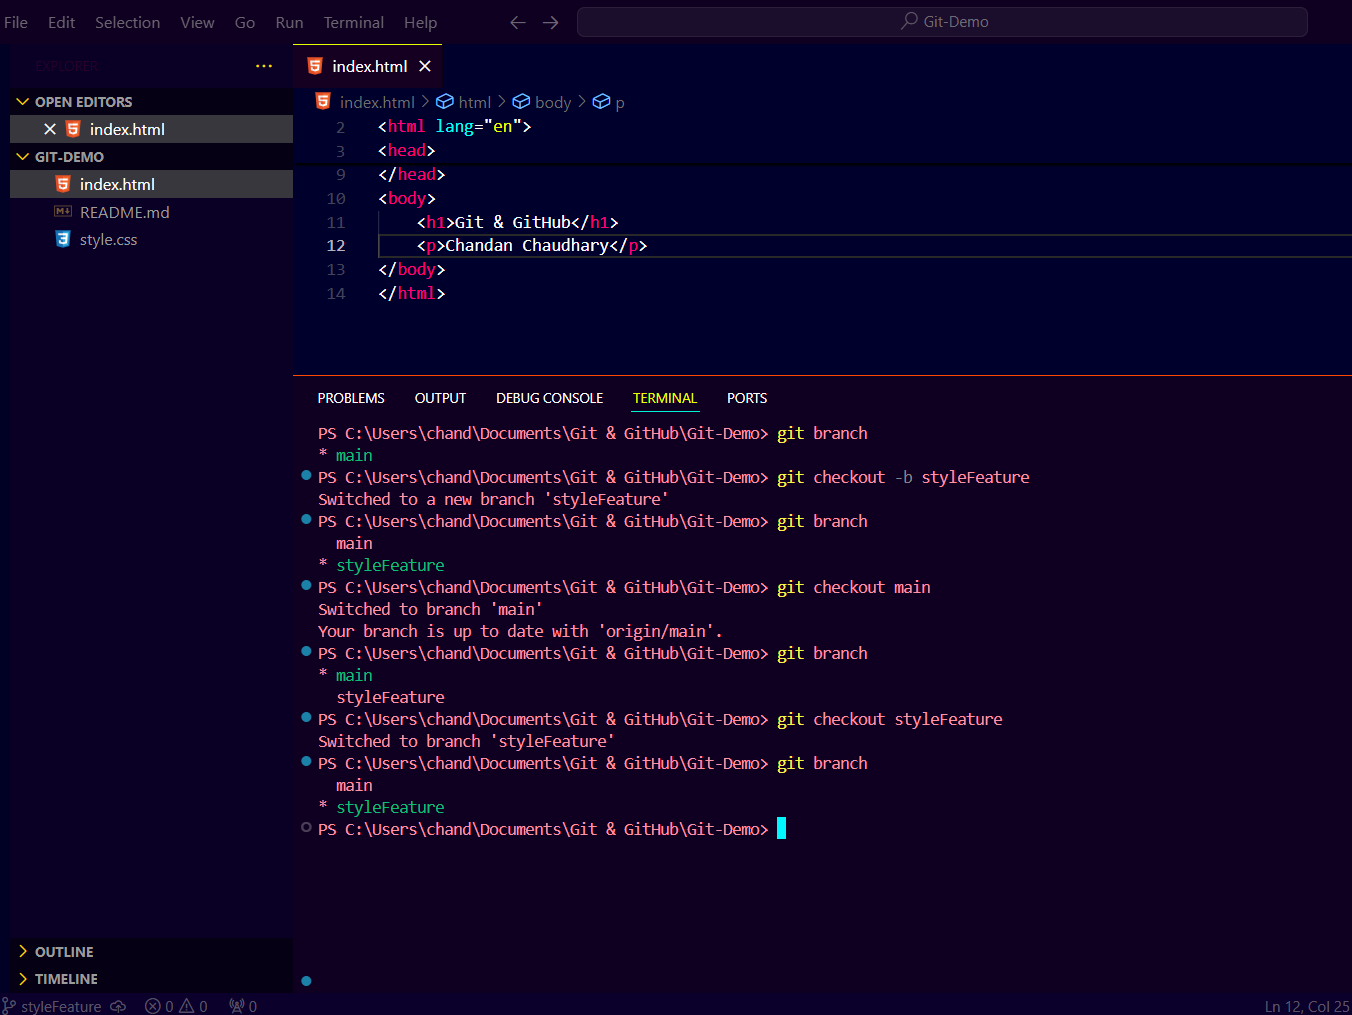 File Edit Selection View Go Run Terminal Help Git-Demo
EXPLORER
OPEN EDITORS
index.html
GIT-DEMO
index.html
README.md
style.css
OUTLINE
TIMELINE
index.html
index.html > html > body > p
2 <html lang="en">
3 <head>
9 </head>
10 <body>
11 <h1>Git & GitHub</h1>
12 <p>Chandan Chaudhary</p>
13 </body>
14 </html>
PROBLEMS OUTPUT DEBUG CONSOLE TERMINAL PORTS
PS C:\Users\chand\Documents\Git & GitHub\Git-Demo> git branch
* main
PS C:\Users\chand\Documents\Git & GitHub\Git-Demo> git checkout -b styleFeature
Switched to a new branch 'styleFeature'
PS C:\Users\chand\Documents\Git & GitHub\Git-Demo> git branch
main
* styleFeature
PS C:\Users\chand\Documents\Git & GitHub\Git-Demo> git checkout main
Switched to branch 'main'
Your branch is up to date with 'origin/main'.
PS C:\Users\chand\Documents\Git & GitHub\Git-Demo> git branch
* main
styleFeature
PS C:\Users\chand\Documents\Git & GitHub\Git-Demo> git checkout styleFeature
Switched to branch 'styleFeature'
PS C:\Users\chand\Documents\Git & GitHub\Git-Demo> git branch
main
* styleFeature
PS C:\Users\chand\Documents\Git & GitHub\Git-Demo>
styleFeature 0 0 0 Ln 12, Col 25